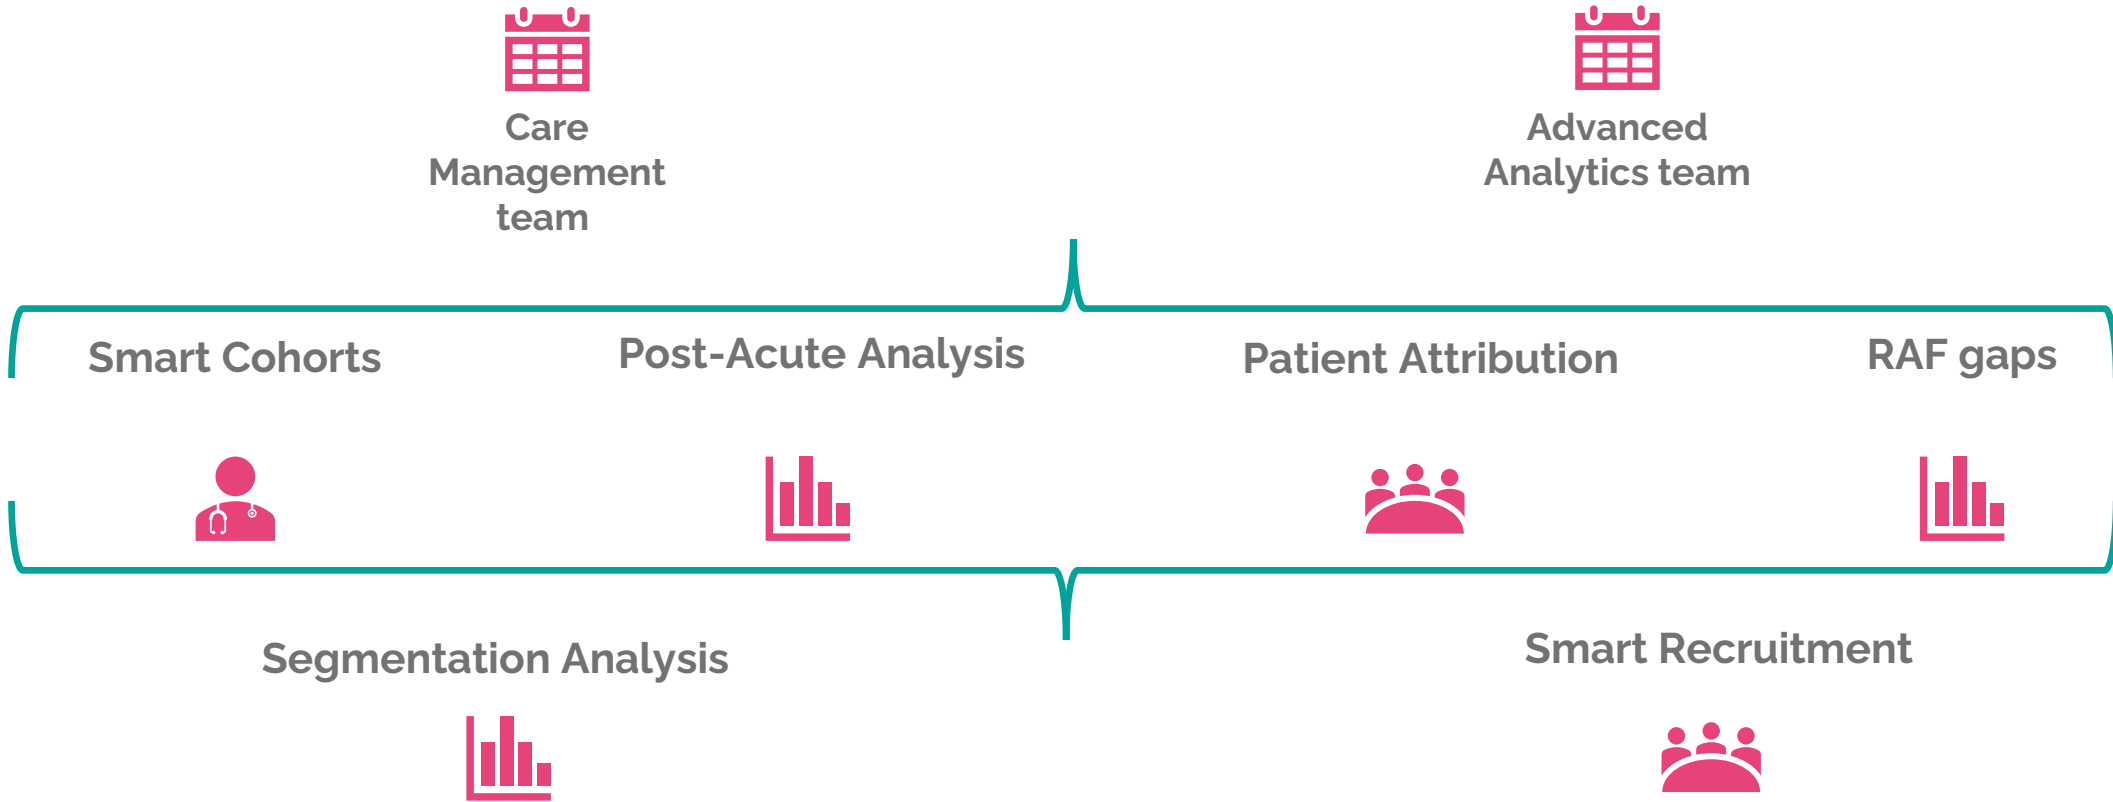 Care
Management
team
Advanced
Analytics team
Smart Cohorts
Post-Acute Analysis
Patient Attribution
RAF gaps
Segmentation Analysis
Smart Recruitment